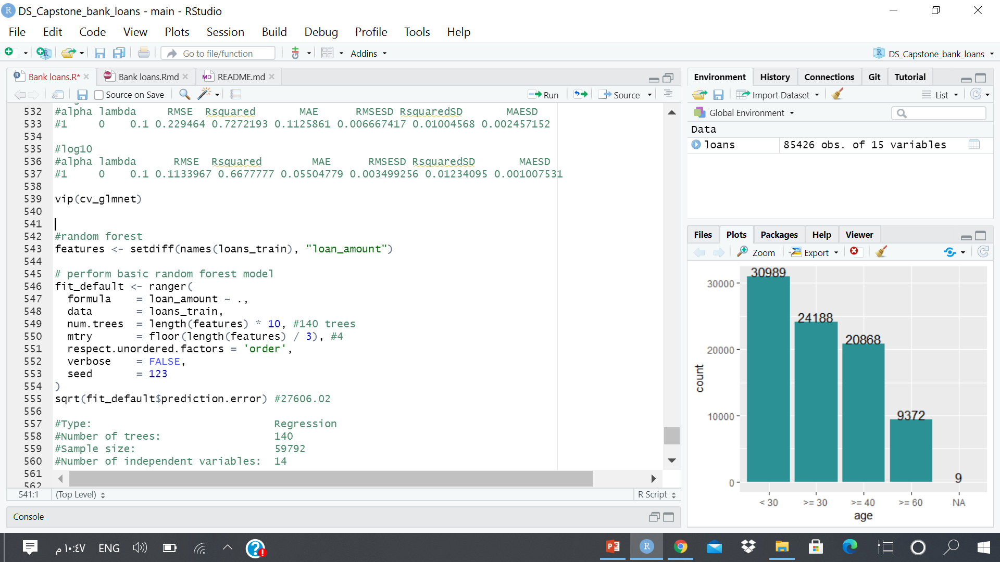 DS_Capstone_bank_loans - main - RStudio
File Edit Code View Plots Session Build Debug Profile Tools Help
Go to file/function Addins DS_Capstone_bank_loans
Bank loans.R* Bank loans.Rmd MD README.md
Source on Save Run Source
532 #alpha lambda RMSE Rsquared MAE RMSESD RsquaredSD MAESD
533 #1 0 0.1 0.229464 0.7272193 0.1125861 0.006667417 0.01004568 0.002457152
534
535 #log10
536 #alpha lambda RMSE Rsquared MAE RMSESD RsquaredSD MAESD
537 #1 0 0.1 0.1133967 0.6677777 0.05504779 0.003499256 0.01234095 0.001007531
538
539 vip(cv_glmnet)
540
541
542 #random forest
543 features <- setdiff(names(loans_train), "loan_amount")
544
545 # perform basic random forest model
546 fit_default <- ranger(
547 formula = loan_amount ~ .,
548 data = loans_train,
549 num.trees = length(features) * 10, #140 trees
550 mtry = floor(length(features) / 3), #4
551 respect.unordered.factors = 'order',
552 verbose = FALSE,
553 seed = 123
554 )
555 sqrt(fit_default$prediction.error) #27606.02
556
557 #Type: Regression
558 #Number of trees: 140
559 #Sample size: 59792
560 #Number of independent variables: 14
561
562
541:1 (Top Level) R Script
Console
Environment History Connections Git Tutorial
Import Dataset List
Global Environment
Data
loans 85426 obs. of 15 variables
Files Plots Packages Help Viewer
Zoom Export
30989
24188
20868
9372
9
30000
20000
10000
0
count
< 30 >= 30 >= 40 >= 60 NA
age
١٠:٤٧ م ENG